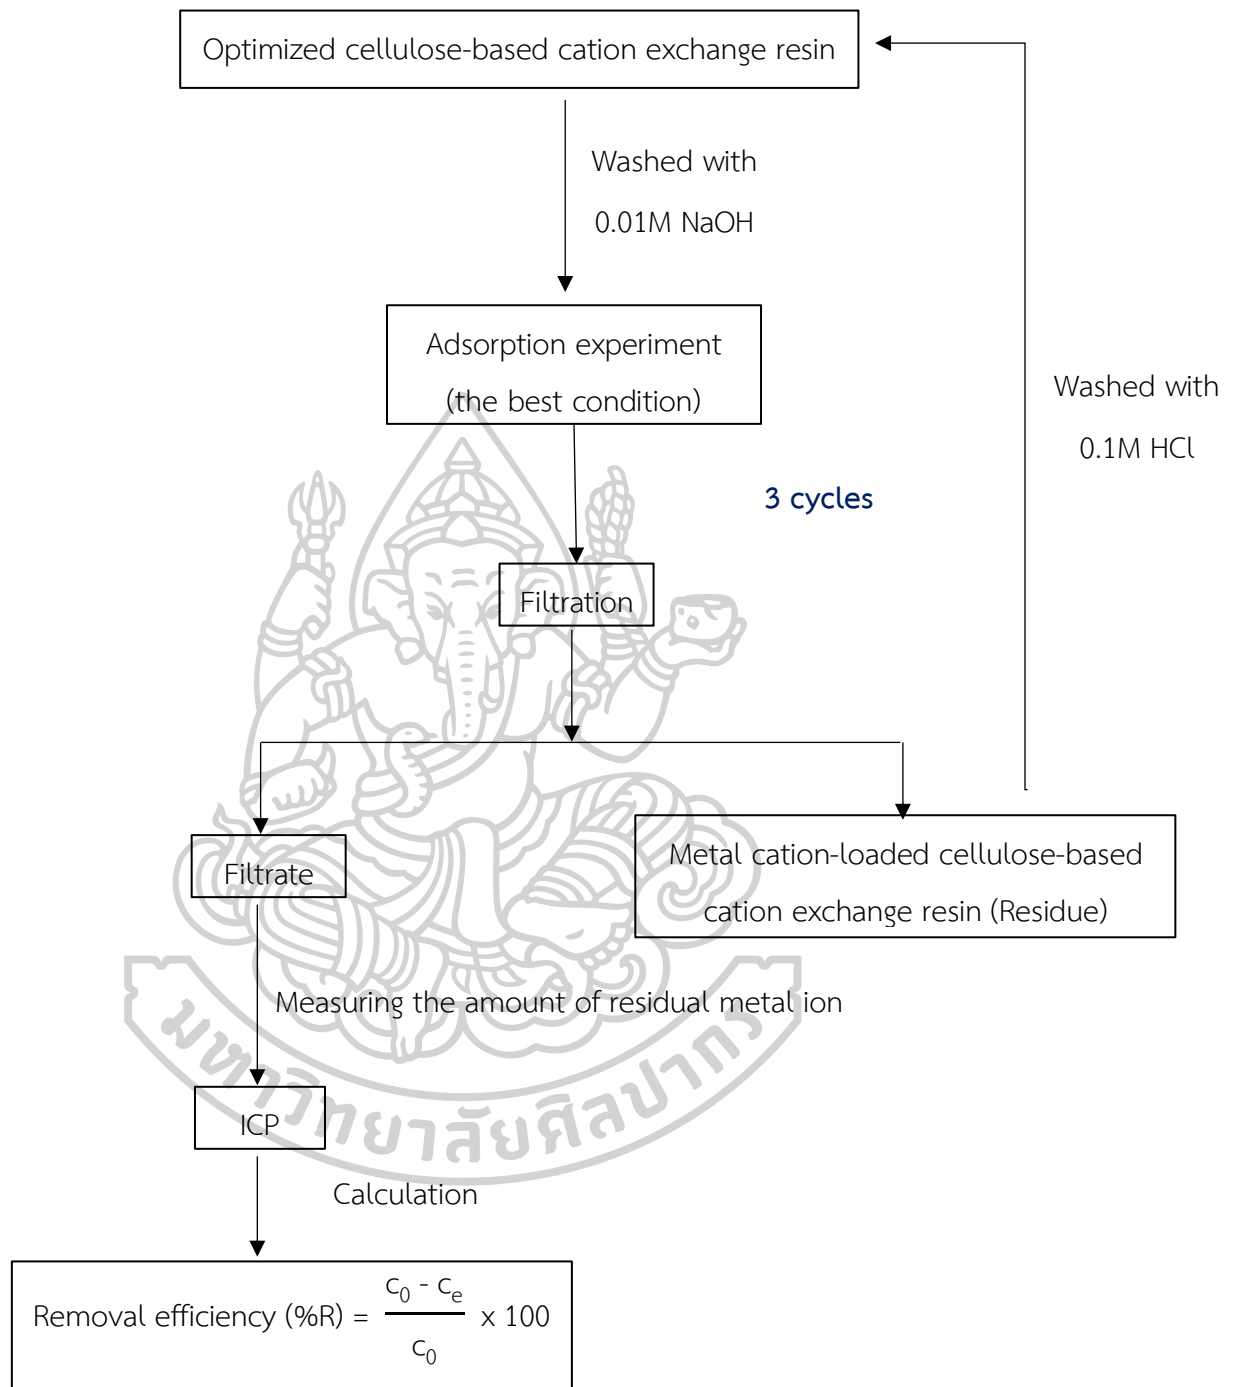 Optimized cellulose-based cation exchange resin
Washed with
0.01M NaOH
Adsorption experiment
(the best condition)
Washed with
0.1M HCl
3 cycles
Filtration
Filtrate
Metal cation-loaded cellulose-based
cation exchange resin (Residue)
Measuring the amount of residual metal ion
ICP
มหาวิทยาลัยศิลปากร
Calculation
Removal efficiency (%R) = (c₀ - cₑ) / c₀ x 100